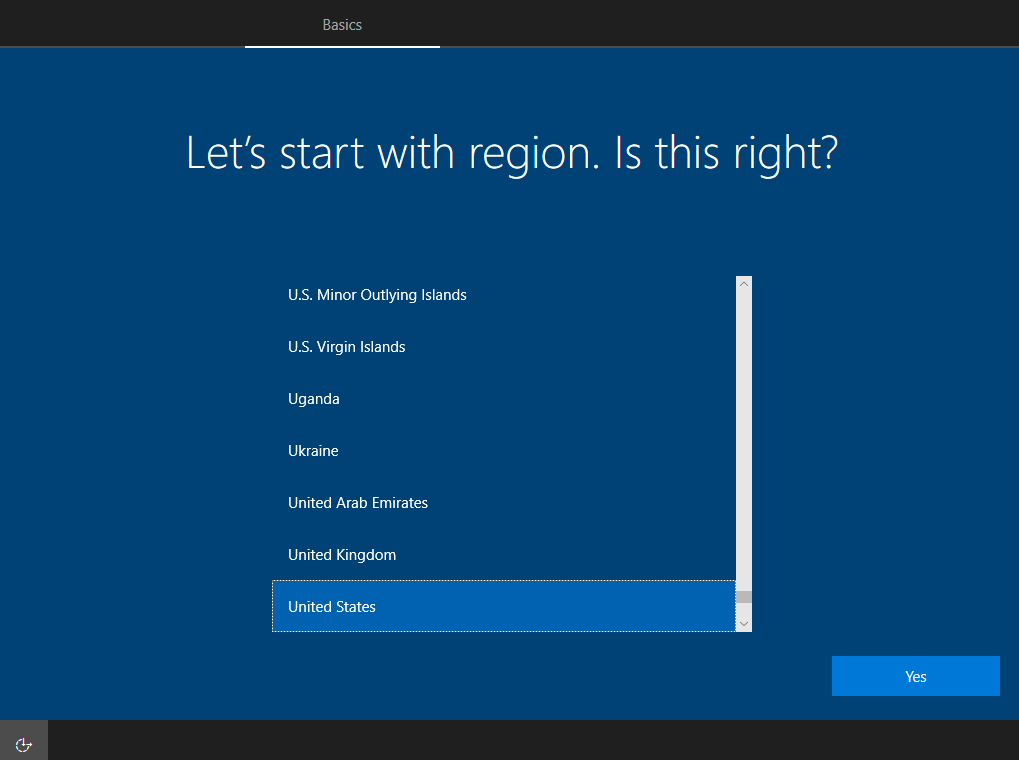 Basics
Let’s start with region. Is this right?
U.S. Minor Outlying Islands
U.S. Virgin Islands
Uganda
Ukraine
United Arab Emirates
United Kingdom
United States
Yes